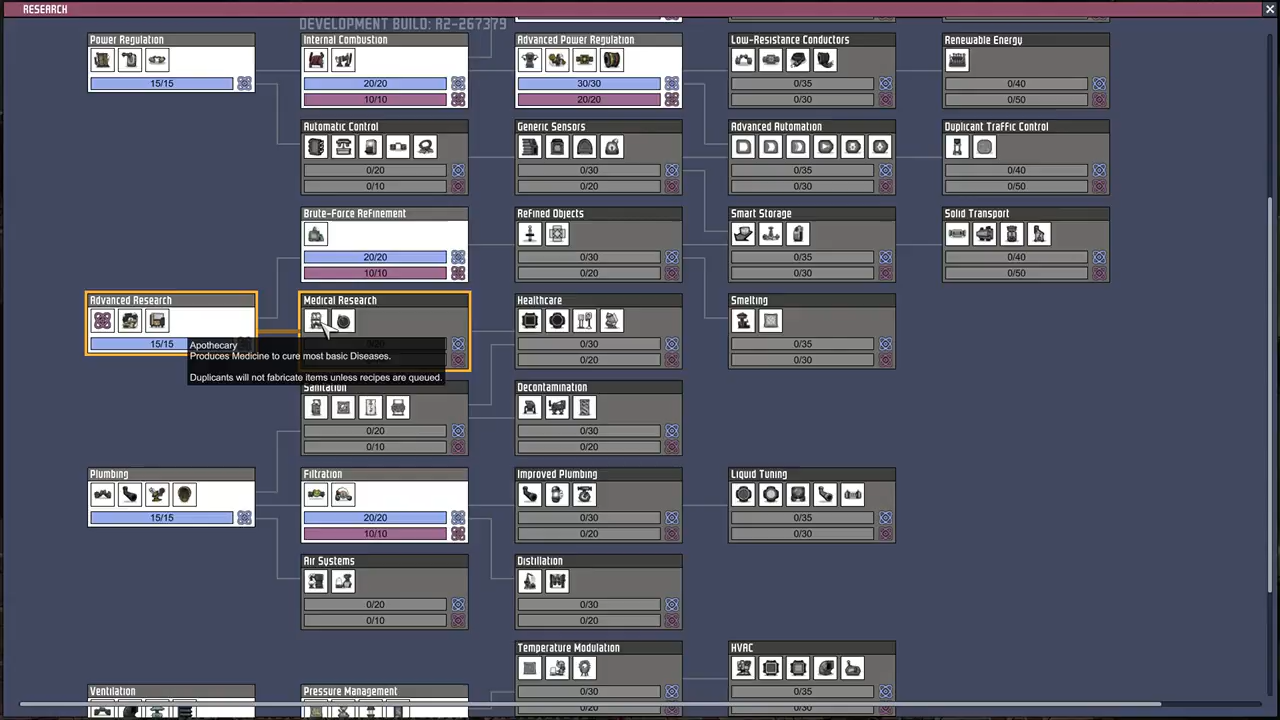 RESEARCH
DEVELOPMENT BUILD: R2-267379
Power Regulation
15/15
Internal Combustion
20/20
10/10
Advanced Power Regulation
30/30
20/20
Low-Resistance Conductors
0/35
0/30
Renewable Energy
0/40
0/50
Automatic Control
0/20
0/10
Generic Sensors
0/30
0/20
Advanced Automation
0/35
0/30
Duplicant Traffic Control
0/40
0/50
Brute-Force Refinement
20/20
10/10
Refined Objects
0/30
0/20
Smart Storage
0/35
0/30
Solid Transport
0/40
0/50
Advanced Research
15/15
Medical Research
Apothecary
Produces Medicine to cure most basic Diseases.
Duplicants will not fabricate items unless recipes are queued.
Healthcare
0/30
0/20
Smelting
0/35
0/30
Sanitation
0/20
0/10
Decontamination
0/30
0/20
Plumbing
15/15
Filtration
20/20
10/10
Improved Plumbing
0/30
0/20
Liquid Tuning
0/35
0/30
Air Systems
0/20
0/10
Distillation
0/30
0/20
Temperature Modulation
0/30
0/20
HVAC
0/35
0/30
Ventilation
Pressure Management